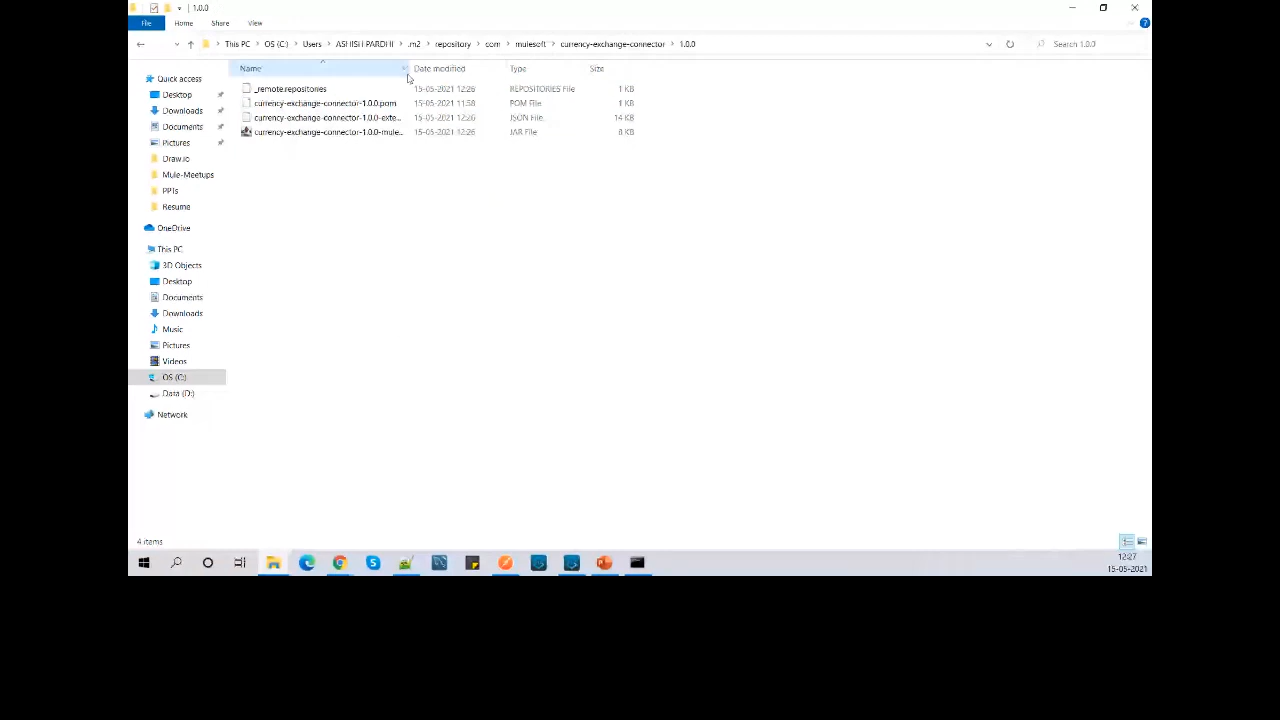 1.0.0
File Home Share View
This PC OS (C:) Users ASHISH PARDHI .m2 repository com mulesoft currency-exchange-connector 1.0.0
Search 1.0.0
Name Date modified Type Size
_remote.repositories 15-05-2021 12:26 REPOSITORIES File 1 KB
currency-exchange-connector-1.0.0.pom 15-05-2021 11:58 POM File 1 KB
currency-exchange-connector-1.0.0-exte... 15-05-2021 12:26 JSON File 14 KB
currency-exchange-connector-1.0.0-mule... 15-05-2021 12:26 JAR File 8 KB
Quick access
Desktop
Downloads
Documents
Pictures
Draw.io
Mule-Meetups
PPTs
Resume
OneDrive
This PC
3D Objects
Desktop
Documents
Downloads
Music
Pictures
Videos
OS (C:)
Data (D:)
Network
4 items
12:27
15-05-2021